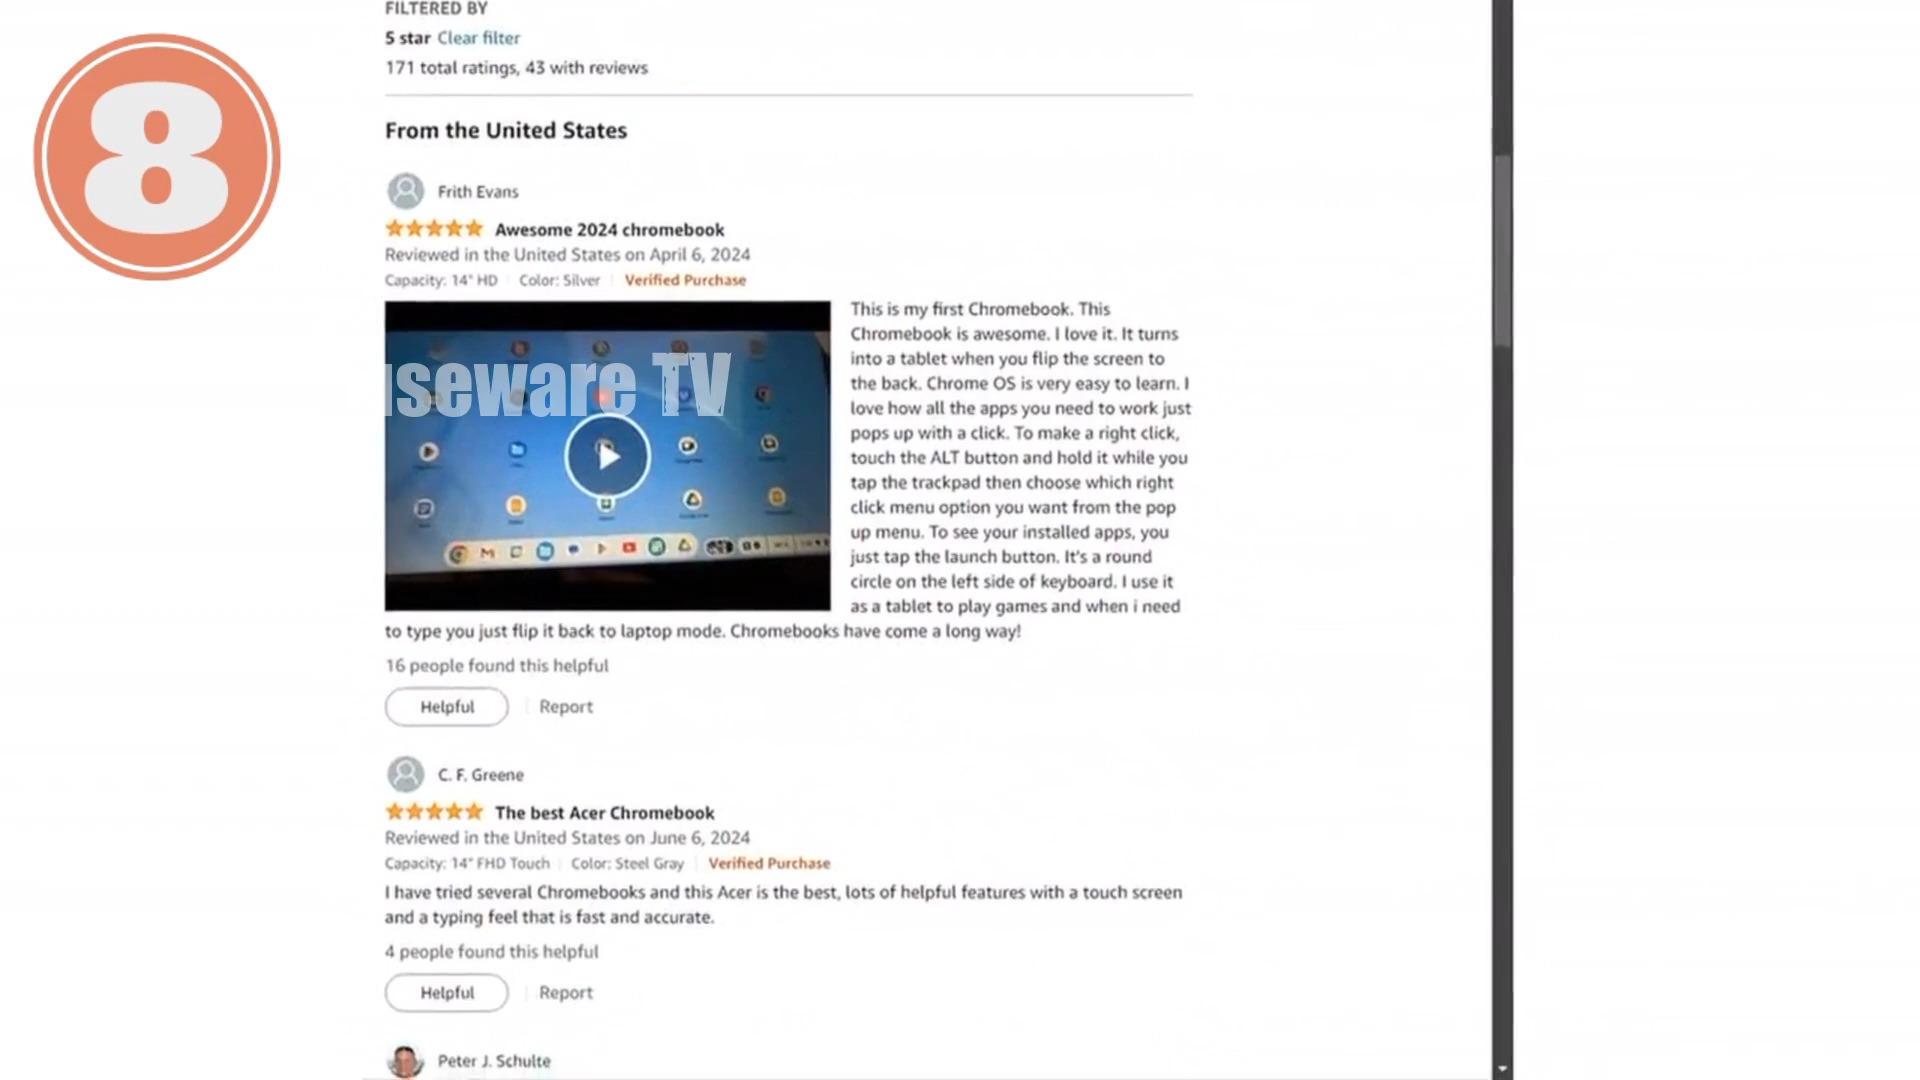 FILTERED BY
5 star Clear filter
171 total ratings, 43 with reviews
8
From the United States
Frith Evans
Awesome 2024 chromebook
Reviewed in the United States on April 6, 2024
Capacity: 14" HD | Color: Silver | Verified Purchase
useware TV
This is my first Chromebook. This
Chromebook is awesome. I love it. It turns
into a tablet when you flip the screen to
the back. Chrome OS is very easy to learn. I
love how all the apps you need to work just
pops up with a click. To make a right click,
touch the ALT button and hold it while you
tap the trackpad then choose which right
click menu option you want from the pop
up menu. To see your installed apps, you
just tap the launch button. It's a round
circle on the left side of keyboard. I use it
as a tablet to play games and when i need
to type you just flip it back to laptop mode. Chromebooks have come a long way!
16 people found this helpful
Helpful | Report
C. F. Greene
The best Acer Chromebook
Reviewed in the United States on June 6, 2024
Capacity: 14" FHD Touch | Color: Steel Gray | Verified Purchase
I have tried several Chromebooks and this Acer is the best, lots of helpful features with a touch screen
and a typing feel that is fast and accurate.
4 people found this helpful
Helpful | Report
Peter J. Schulte